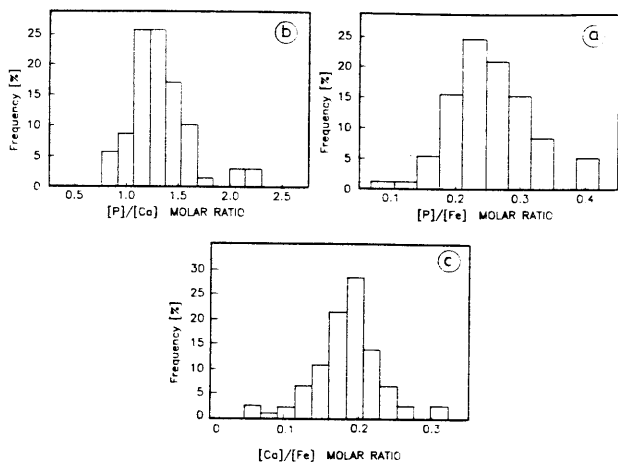 b
Frequency [%]
25
20
15
10
5
0
0.5 1.0 1.5 2.0 2.5
[P]/[Ca] MOLAR RATIO
a
Frequency [%]
25
20
15
10
5
0
0.1 0.2 0.3 0.4
[P]/[Fe] MOLAR RATIO
c
Frequency [%]
30
25
20
15
10
5
0
0 0.1 0.2 0.3
[Ca]/[Fe] MOLAR RATIO